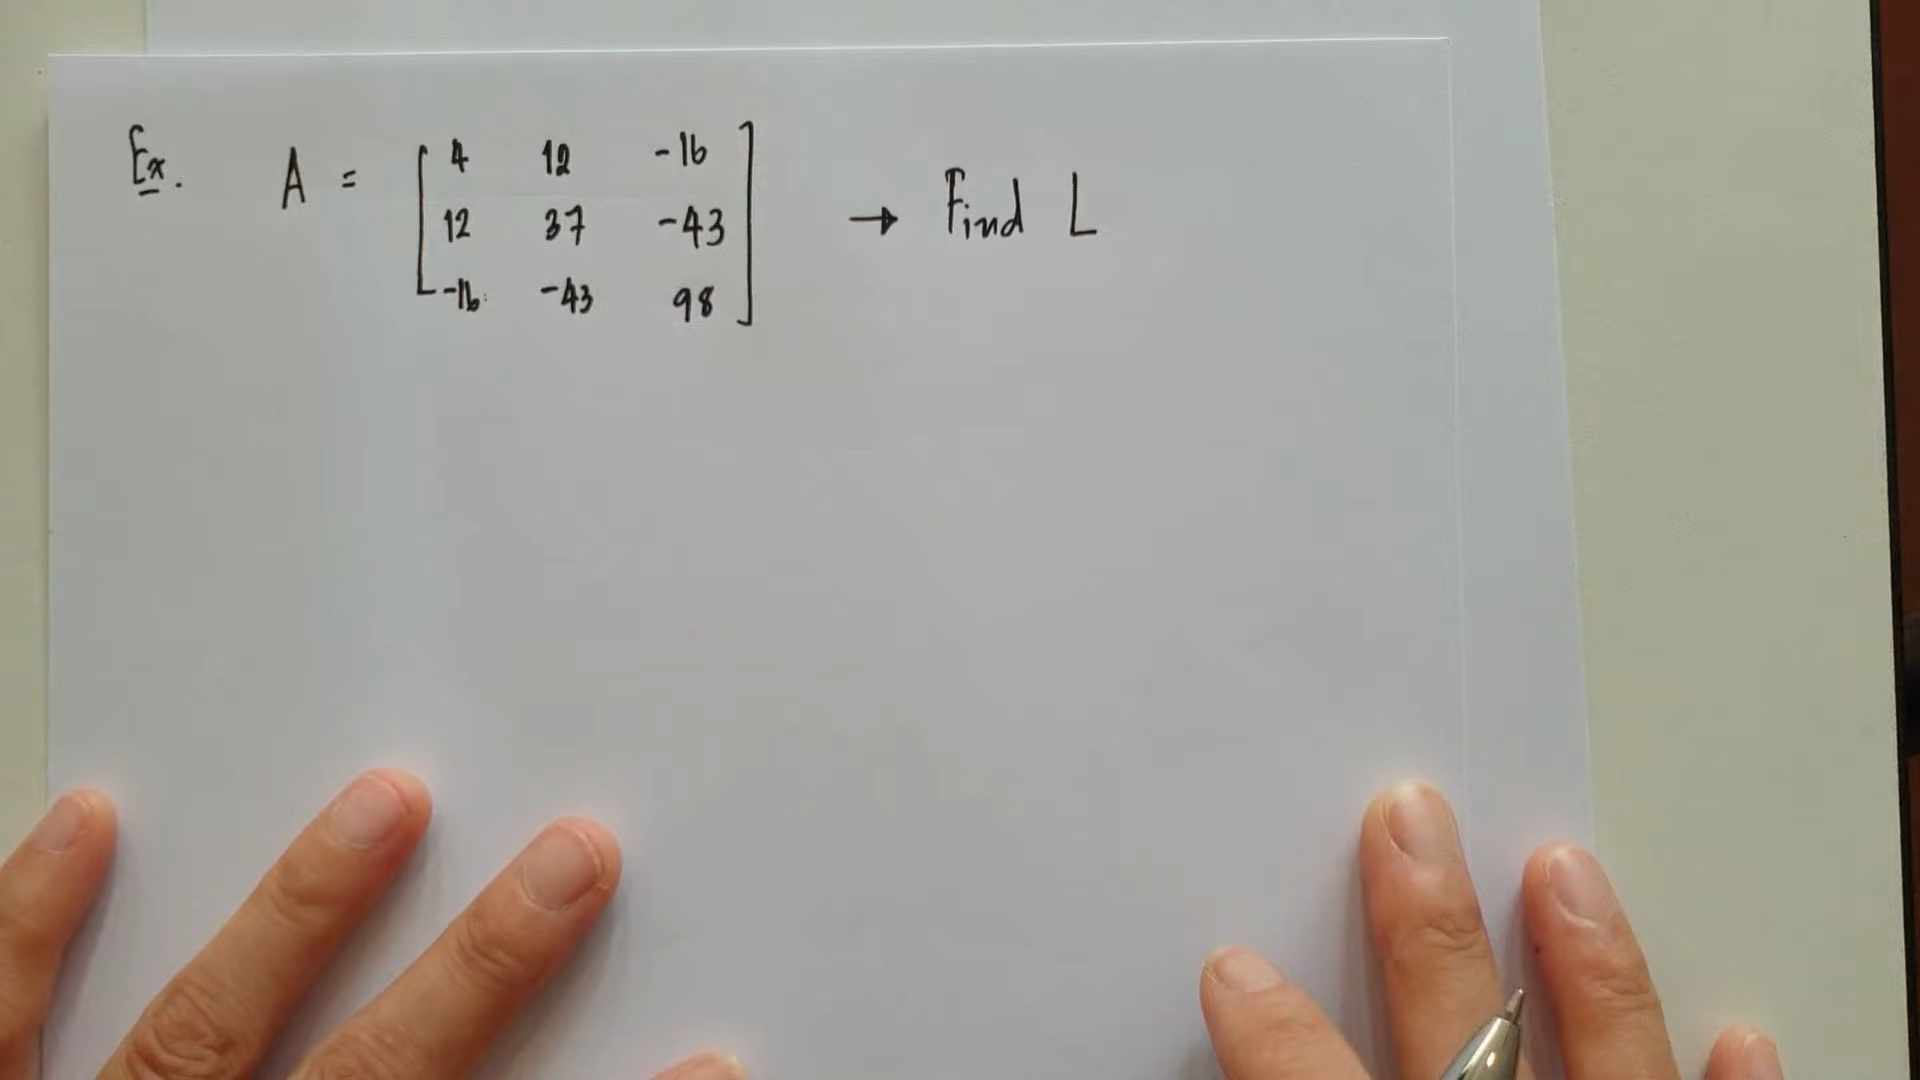 Ex. A = [ 4 12 -16 → Find L
12 37 -43
-16 -43 98 ]